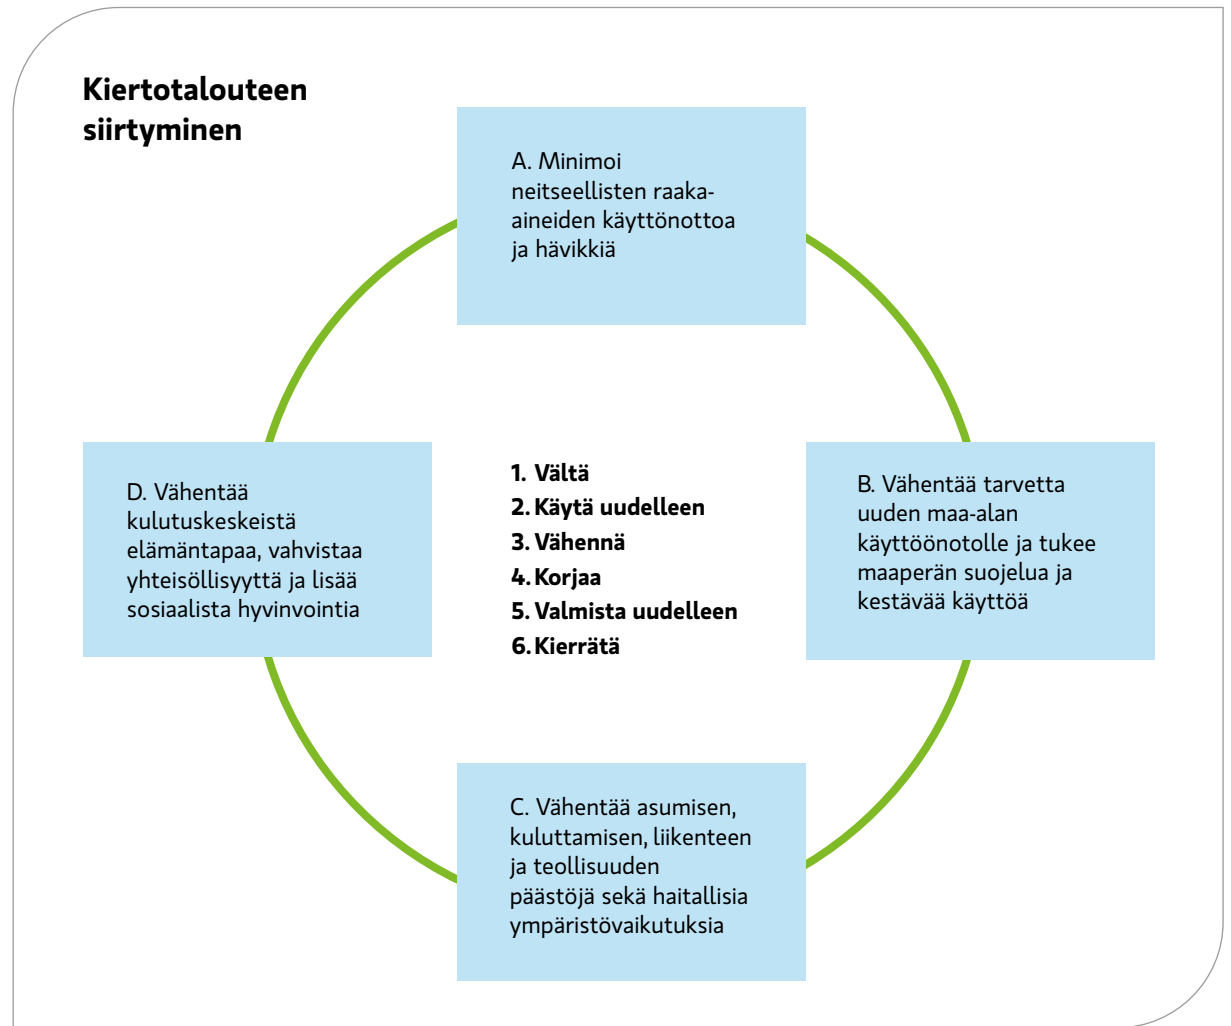 Kiertotalouteen
siirtyminen
A. Minimoi
neitseellisten raaka-
aineiden käyttönottoa
ja hävikkiä
B. Vähentää tarvetta
uuden maa-alan
käyttöönotolle ja tukee
maaperän suojelua ja
kestävää käyttöä
C. Vähentää asumisen,
kuluttamisen, liikenteen
ja teollisuuden
päästöjä sekä haitallisia
ympäristövaikutuksia
D. Vähentää
kulutuskeskeistä
elämäntapaa, vahvistaa
yhteisöllisyyttä ja lisää
sosiaalista hyvinvointia
1. Vältä
2. Käytä uudelleen
3. Vähennä
4. Korjaa
5. Valmista uudelleen
6. Kierrätä